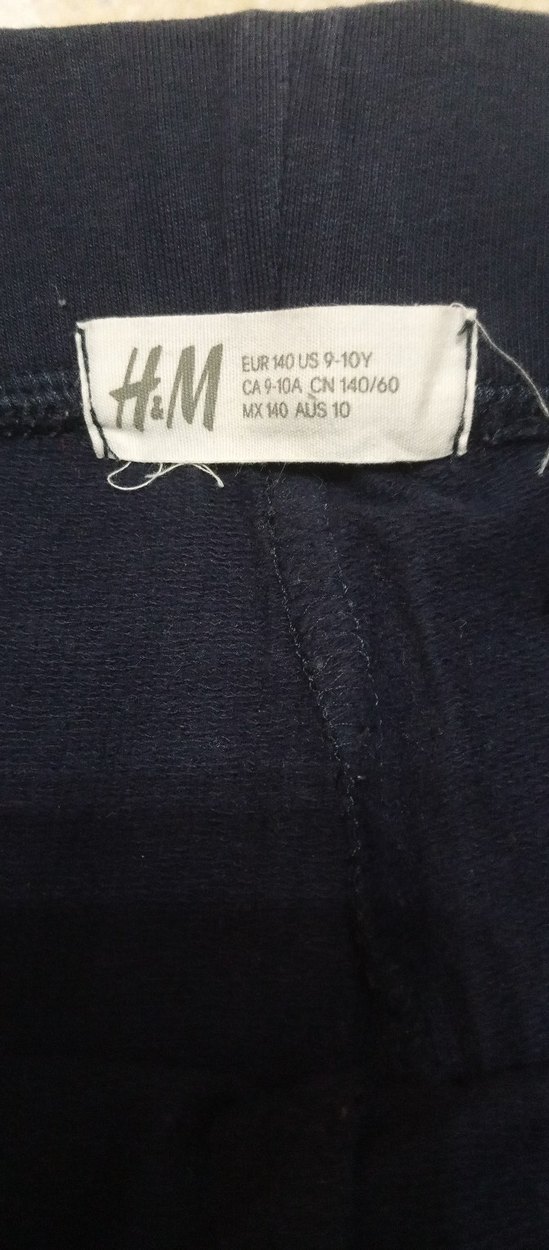 H&M
EUR 140 US 9-10Y
CA 9-10A CN 140/60
MX 140 AUS 10